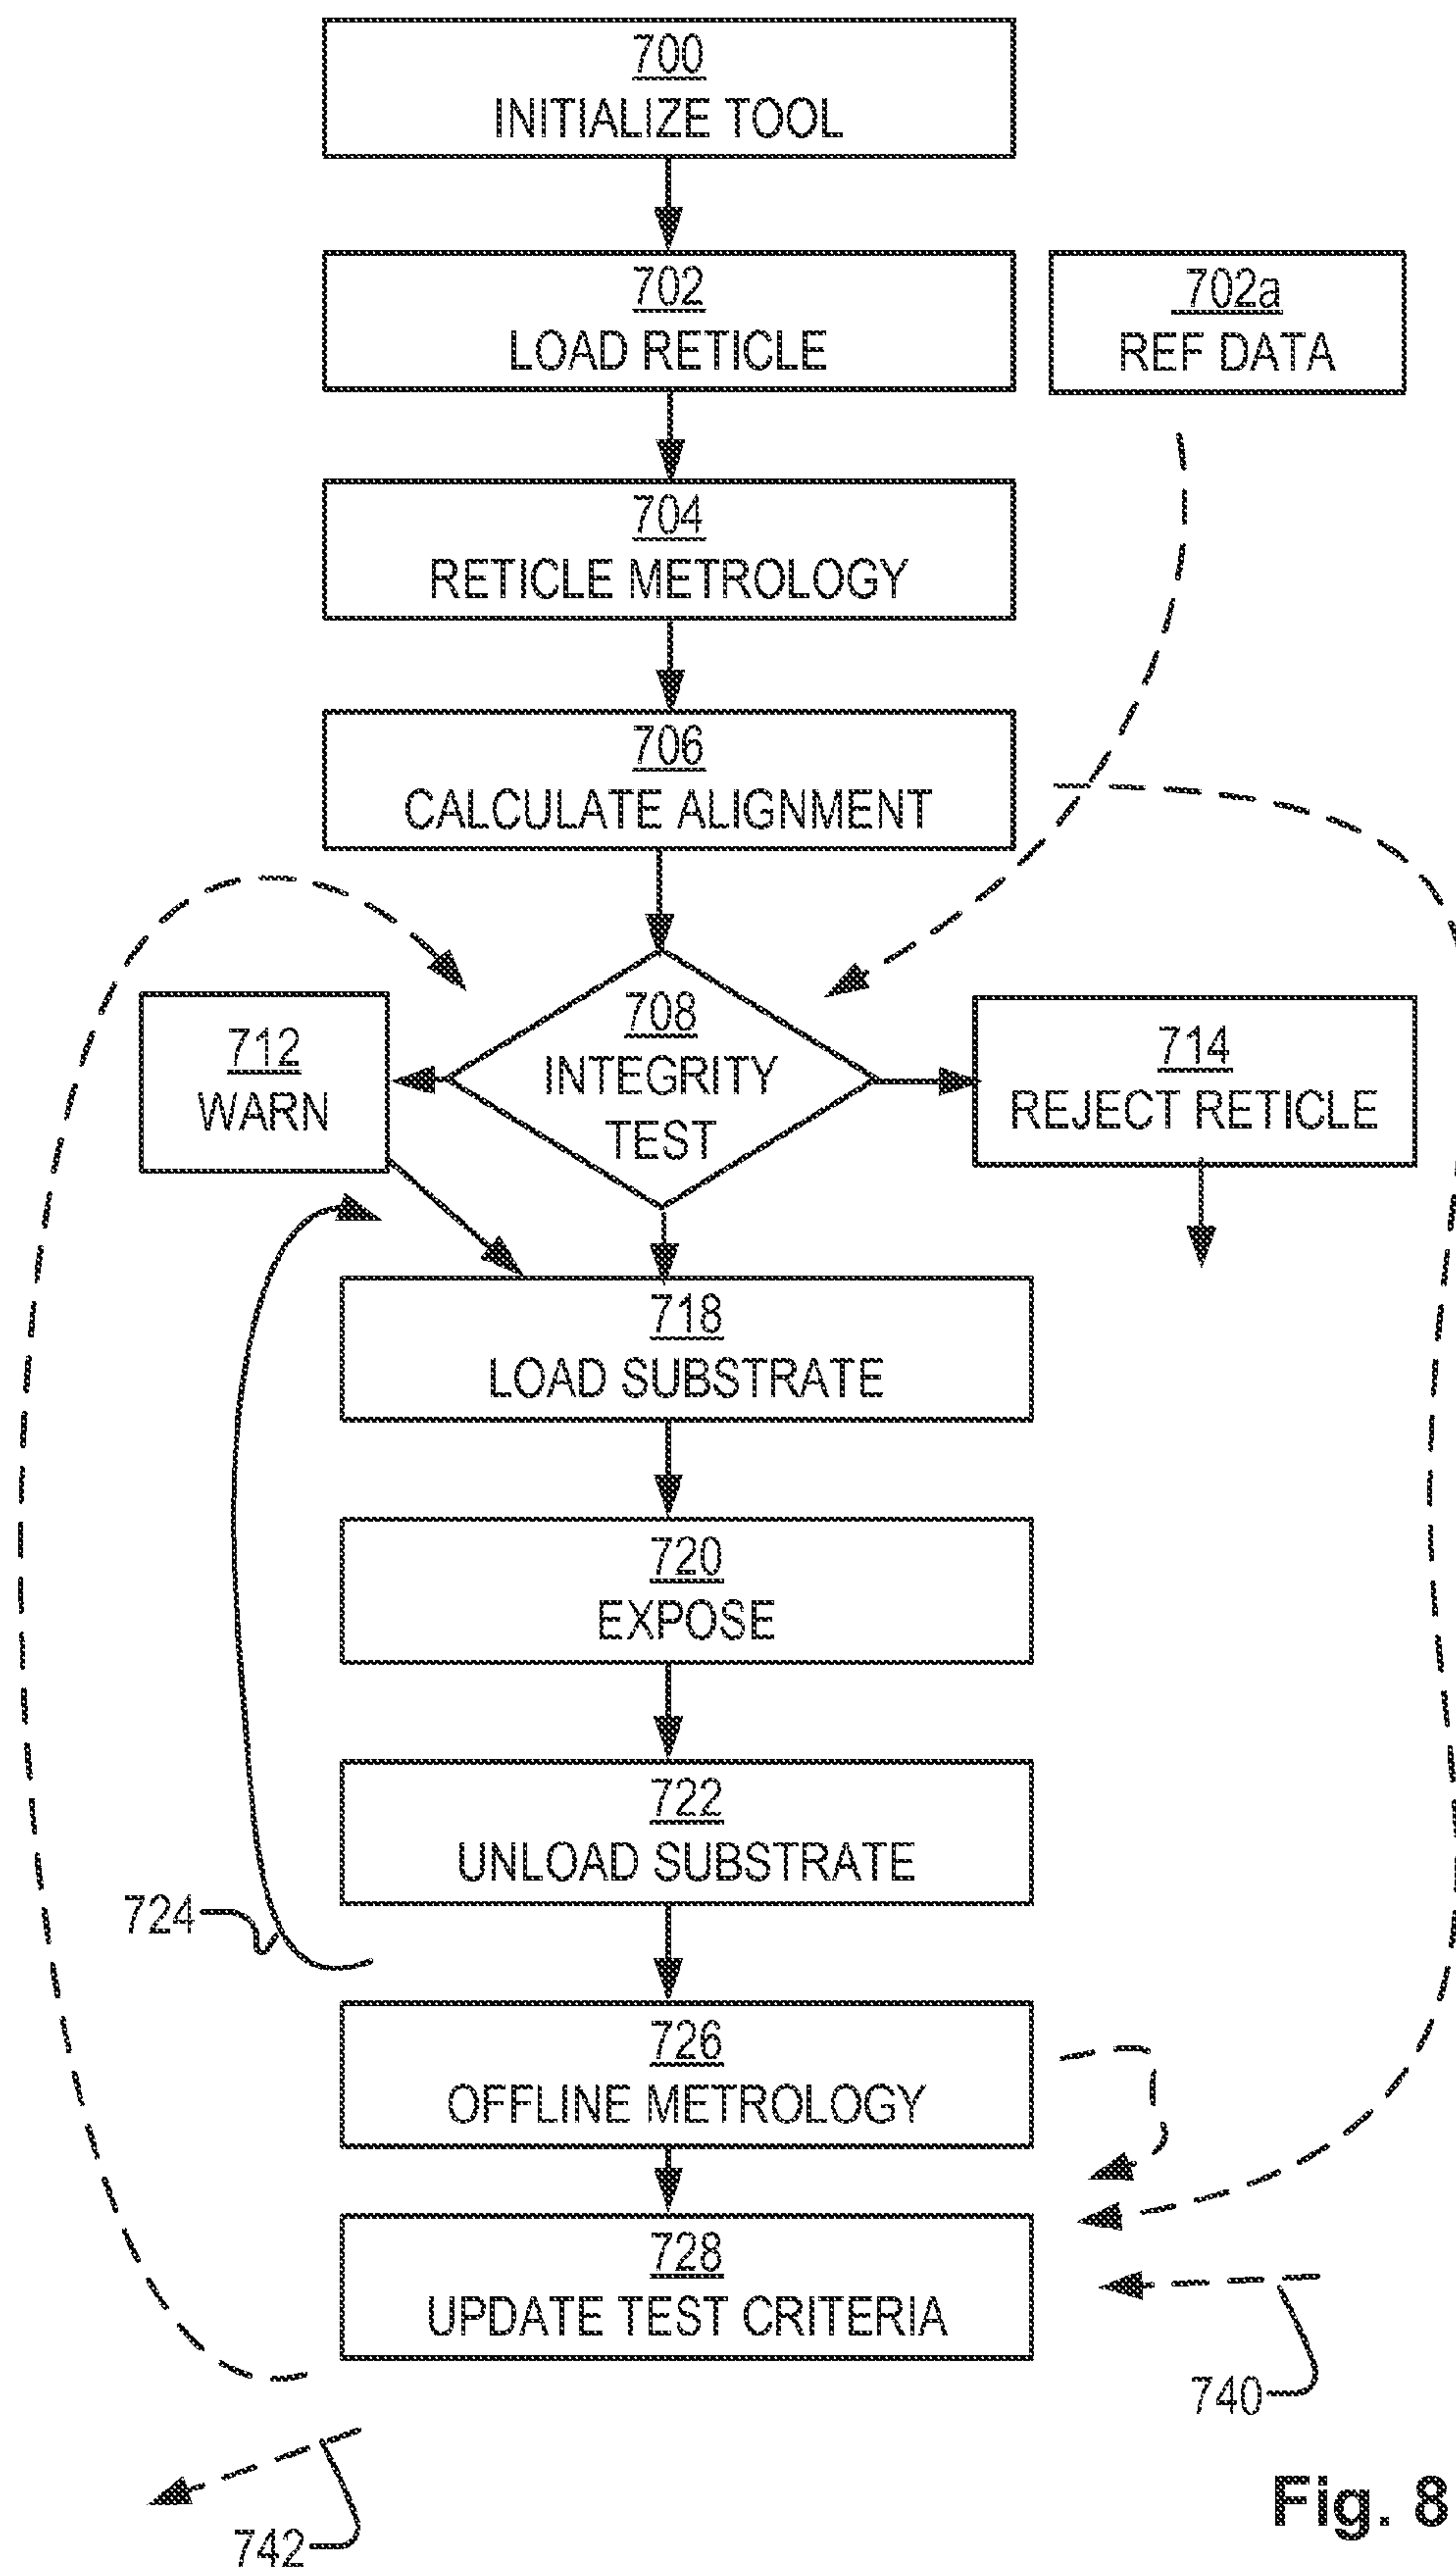 700
INITIALIZE TOOL
702
LOAD RETICLE
702a
REF DATA
704
RETICLE METROLOGY
706
CALCULATE ALIGNMENT
708
INTEGRITY
TEST
712
WARN
714
REJECT RETICLE
718
LOAD SUBSTRATE
720
EXPOSE
722
UNLOAD SUBSTRATE
724
726
OFFLINE METROLOGY
728
UPDATE TEST CRITERIA
740
742
Fig. 8